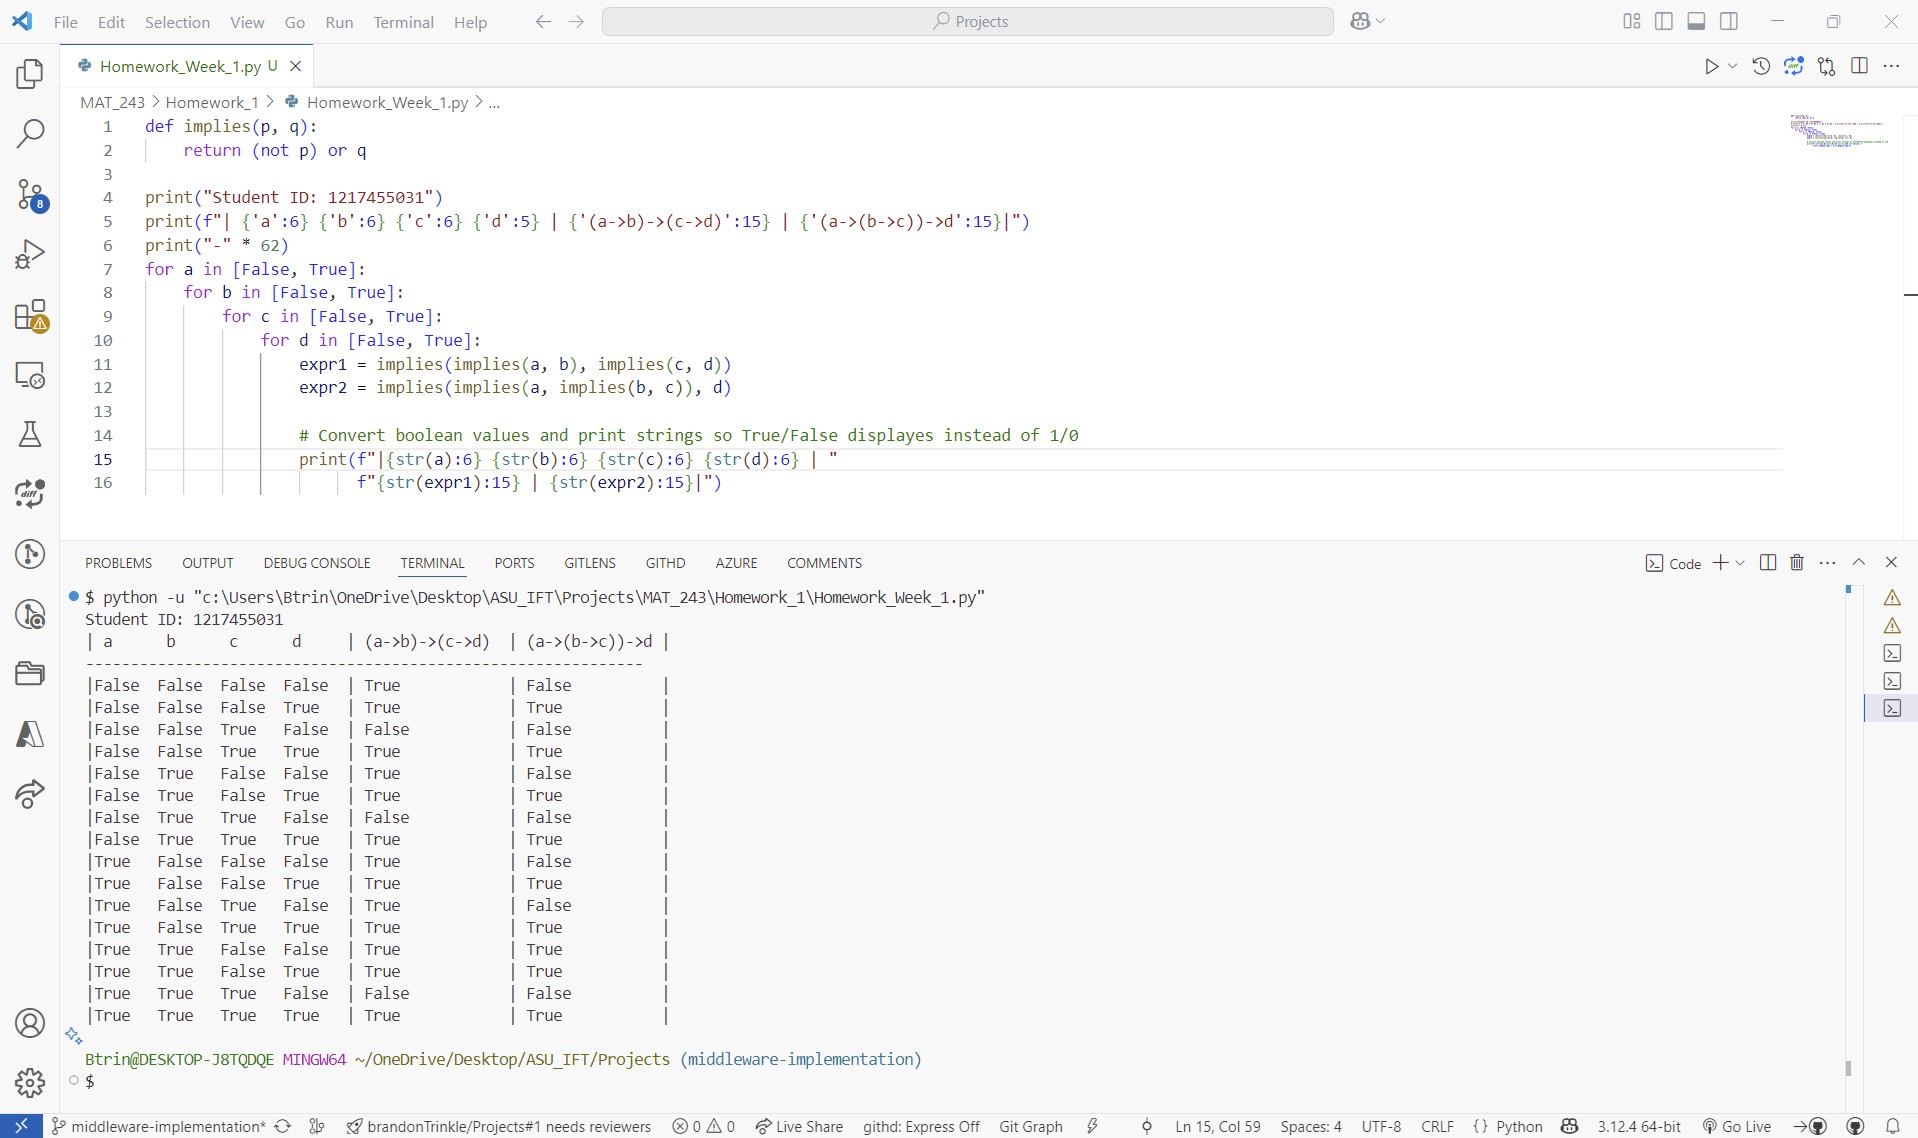 File Edit Selection View Go Run Terminal Help Projects
Homework_Week_1.py U
MAT_243 > Homework_1 > Homework_Week_1.py > ...
1 def implies(p, q):
2     return (not p) or q
3
4 print("Student ID: 1217455031")
5 print(f"| {'a':6} {'b':6} {'c':6} {'d':5} | {'(a->b)->(c->d)':15} | {'(a->(b->c))->d':15}|")
6 print("-" * 62)
7 for a in [False, True]:
8     for b in [False, True]:
9         for c in [False, True]:
10             for d in [False, True]:
11                 expr1 = implies(implies(a, b), implies(c, d))
12                 expr2 = implies(implies(a, implies(b, c)), d)
13
14                 # Convert boolean values and print strings so True/False displayes instead of 1/0
15                 print(f"|{str(a):6} {str(b):6} {str(c):6} {str(d):6} | "
16                       f"{str(expr1):15} | {str(expr2):15}|")
PROBLEMS OUTPUT DEBUG CONSOLE TERMINAL PORTS GITLENS GITHD AZURE COMMENTS Code
$ python -u "c:\Users\Btrin\OneDrive\Desktop\ASU_IFT\Projects\MAT_243\Homework_1\Homework_Week_1.py"
Student ID: 1217455031
| a      b      c      d     | (a->b)->(c->d)  | (a->(b->c))->d |
--------------------------------------------------------------
|False  False  False  False  | True            | False          |
|False  False  False  True   | True            | True           |
|False  False  True   False  | False           | False          |
|False  False  True   True   | True            | True           |
|False  True   False  False  | True            | False          |
|False  True   False  True   | True            | True           |
|False  True   True   False  | False           | False          |
|False  True   True   True   | True            | True           |
|True   False  False  False  | True            | False          |
|True   False  False  True   | True            | True           |
|True   False  True   False  | True            | False          |
|True   False  True   True   | True            | True           |
|True   True   False  False  | True            | True           |
|True   True   False  True   | True            | True           |
|True   True   True   False  | False           | False          |
|True   True   True   True   | True            | True           |
Btrin@DESKTOP-J8TQDQE MINGW64 ~/OneDrive/Desktop/ASU_IFT/Projects (middleware-implementation)
$
middleware-implementation* brandonTrinkle/Projects#1 needs reviewers 0 0 Live Share githd: Express Off Git Graph Ln 15, Col 59 Spaces: 4 UTF-8 CRLF {} Python 3.12.4 64-bit Go Live
8
diff
diff